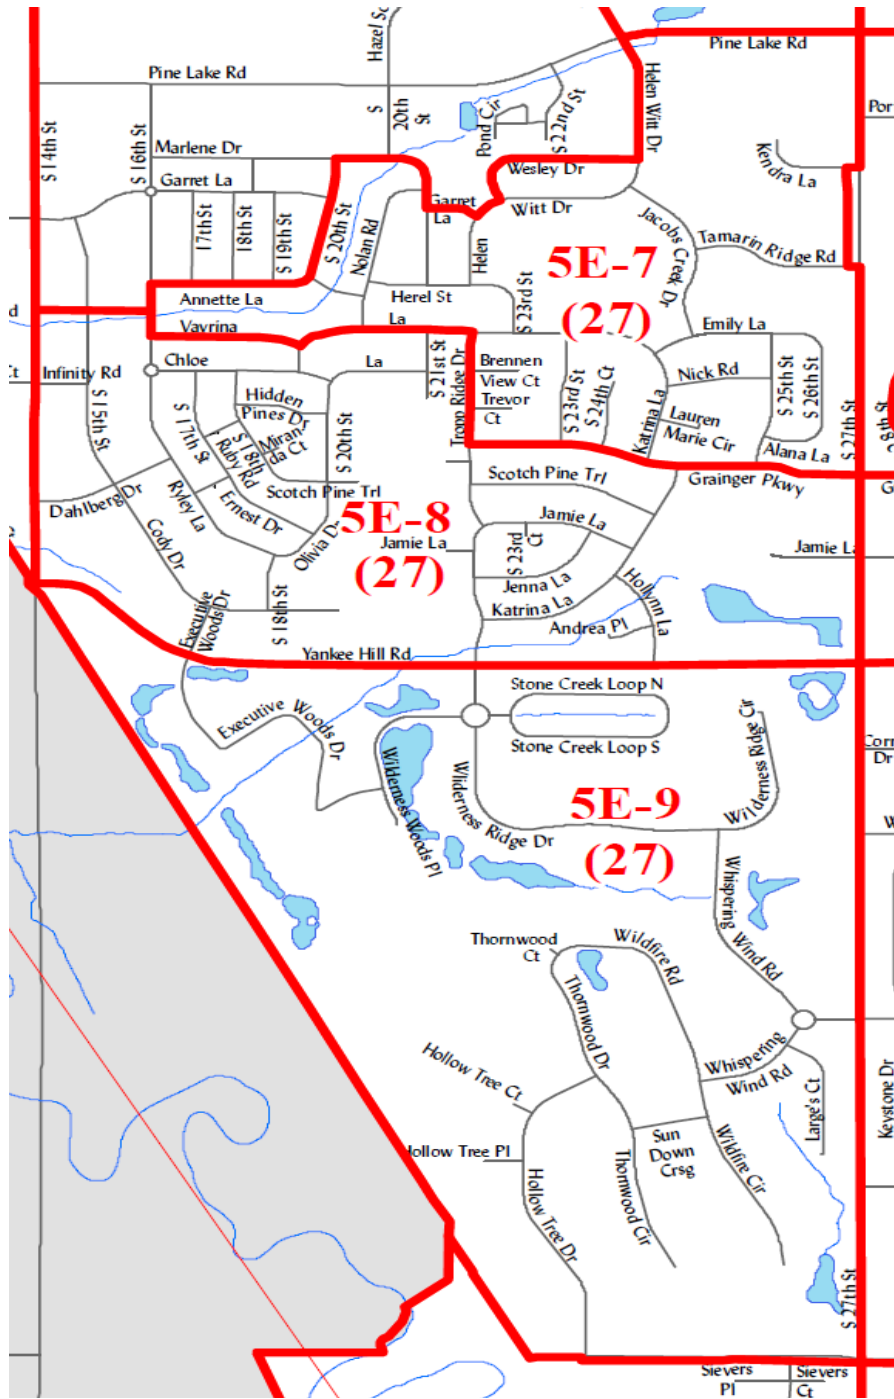 Hazel Sc
Pine Lake Rd
Pine Lake Rd
S
20th
St
Pond Cir
S 22nd St
Helen Witt Dr
Por
S 14th St
S 16th St
Marlene Dr
Garret La
Wesley Dr
Kendra La
17th St
18th St
S 19th St
S 20th St
Nolan Rd
Garret
La
Witt Dr
Helen
Jacobs Creek Dr
Tamarin Ridge Rd
5E-7
(27)
Annette La
Herel St
S 23rd St
d
Vavrina
La
Emily La
Chloe
La
S 21st St
Tropp Ridge Dr
Brennen
View Ct
Trevor
Ct
S 23rd St
S 24th Ct
Katrina La
Nick Rd
Lauren
Marie Cir
S 25th St
S 26th St
Alana La
S 27th St
S 28th St
Ct
Infinity Rd
S 15th St
S 17th St
Hidden
Pines Dr
Miran
da Ct
S 18th
Ruby Rd
S 20th St
Scotch Pine Trl
Scotch Pine Trl
Grainger Pkwy
G
Dahlberg Dr
Ryley La
Ernest Dr
Olivia D
5E-8
(27)
Cody Dr
Jamie La
Jamie La
S 23rd
Ct
Jamie La
Jenna La
Katrina La
Hollynn La
Andrea Pl
Executive
Woods Dr
S 18th St
Yankee Hill Rd
Stone Creek Loop N
Stone Creek Loop S
Executive Woods Dr
Wilderness Woods Pl
Wilderness Ridge Dr
Wilderness Ridge Cir
Corn
Dr
5E-9
(27)
W
Whispering
Wind Rd
Thornwood
Ct
Wildfire Rd
Thornwood Dr
Hollow Tree Ct
Whispering
Wind Rd
Large's Ct
Keystone Dr
Hollow Tree Pl
Sun
Down
Crsg
Wildfire Cir
Thornwood Cir
Hollow Tree Dr
S 27th St
Sievers
Pl
Sievers
Ct